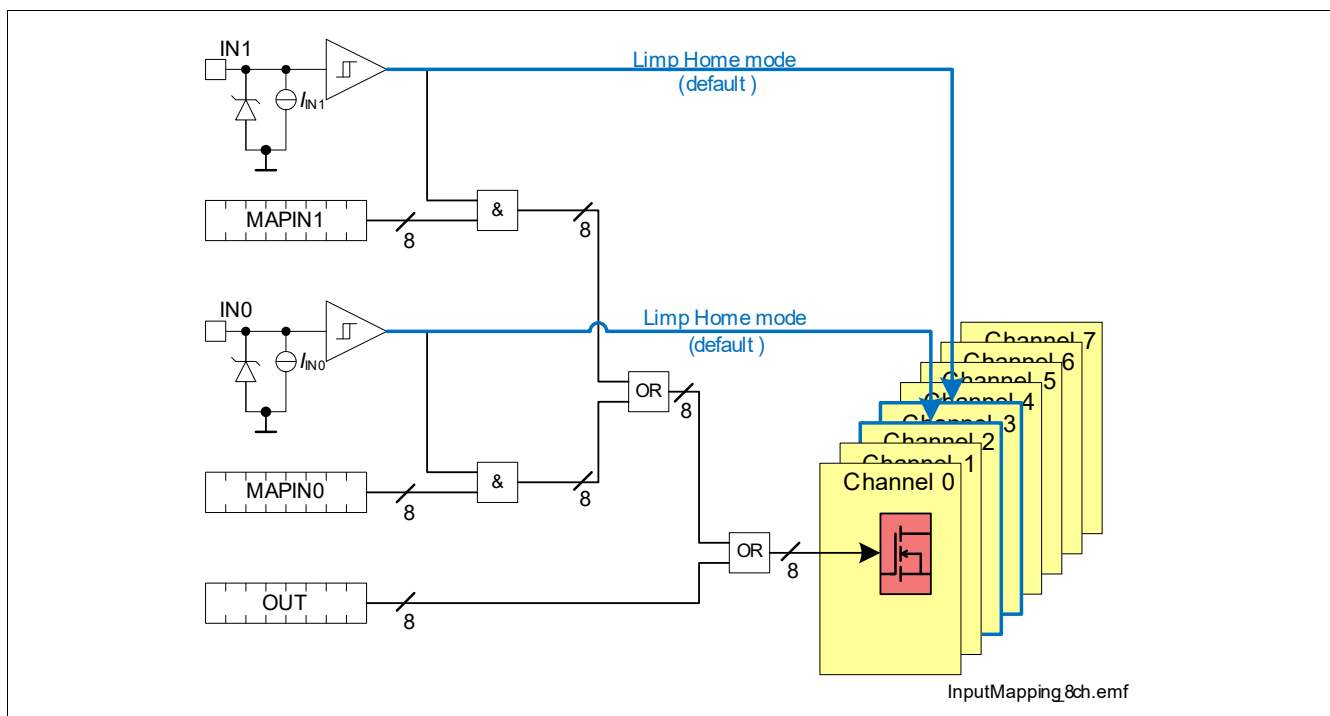 IN1
Limp Home mode
(default )
I IN1
MAPIN1
8
&
8
IN0
Limp Home mode
(default )
I IN0
Channel 7
Channel 6
Channel 5
Channel 4
Channel 3
Channel 2
Channel 1
Channel 0
OR
8
MAPIN0
8
&
8
OR
8
OUT
8
InputMapping_8ch.emf